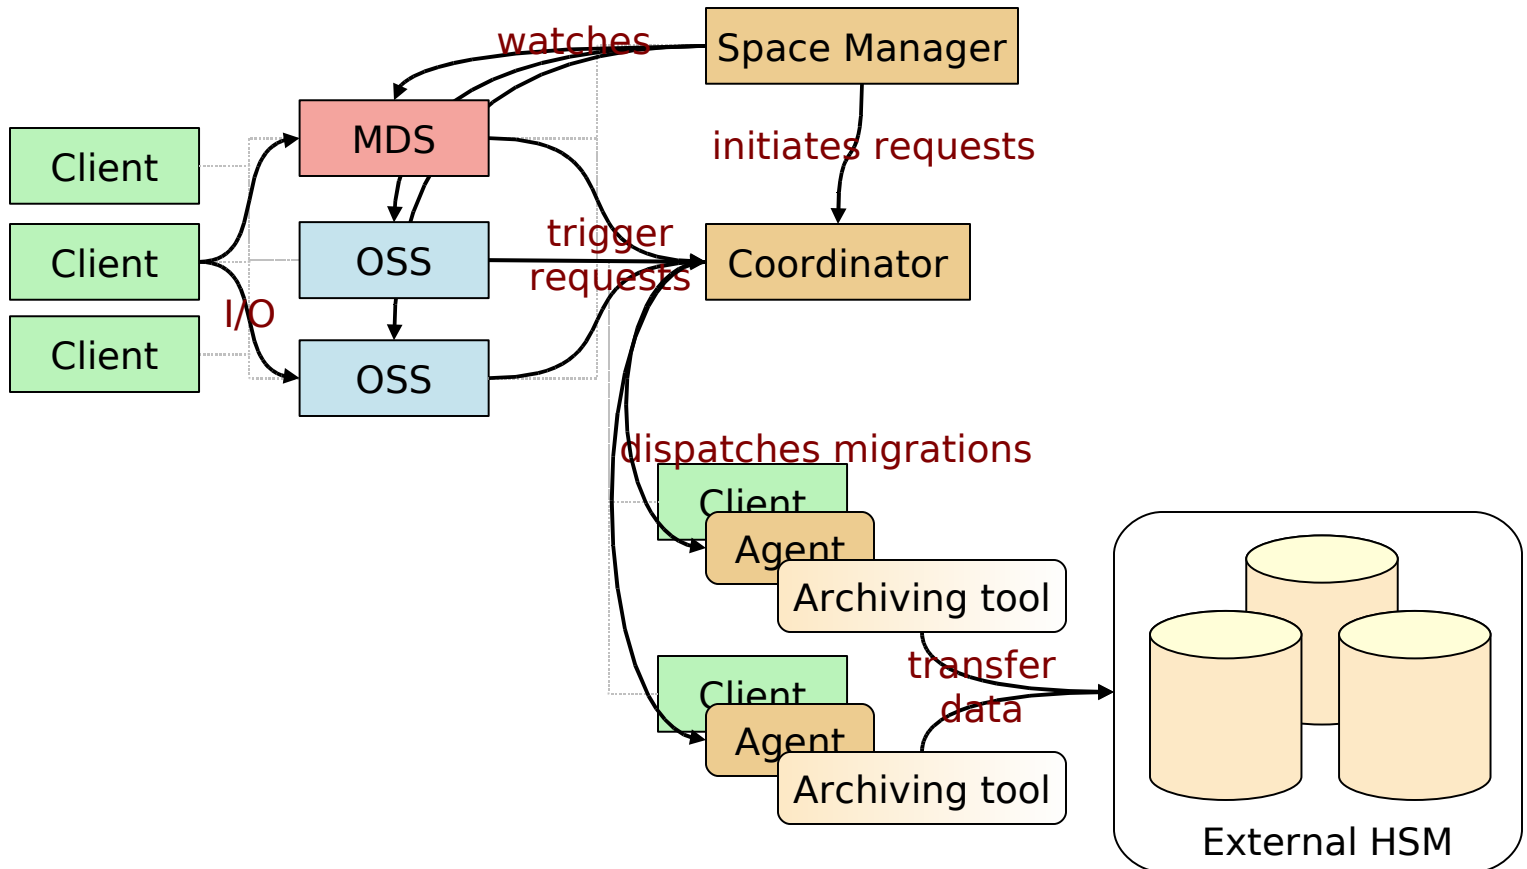 watches
Space Manager
MDS
initiates requests
Client
Client
I/O
Client
OSS
OSS
trigger
requests
Coordinator
dispatches migrations
Client
Agent
Archiving tool
transfer
data
Client
Agent
Archiving tool
External HSM